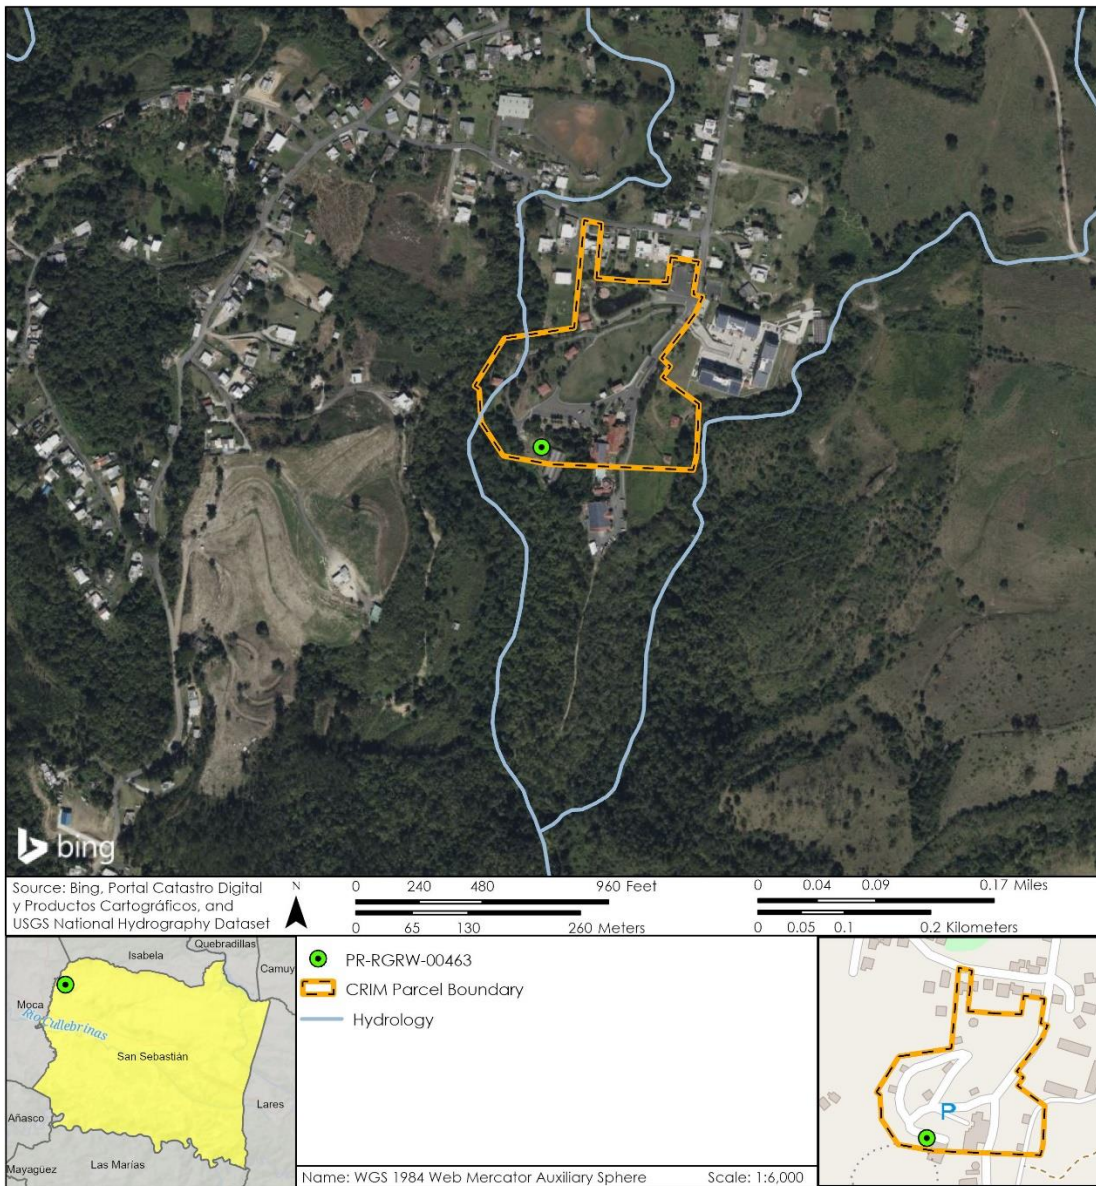 bing
Source: Bing, Portal Catastro Digital
y Productos Cartográficos, and
USGS National Hydrography Dataset
N
0 240 480 960 Feet
0 65 130 260 Meters
0 0.04 0.09 0.17 Miles
0 0.05 0.1 0.2 Kilometers
Quebradillas
Isabela
Camuy
Moca
Río Cullebrinas
San Sebastián
Lares
Añasco
Las Marías
Mayagüez
PR-RGRW-00463
CRIM Parcel Boundary
Hydrology
P
Name: WGS 1984 Web Mercator Auxiliary Sphere Scale: 1:6,000